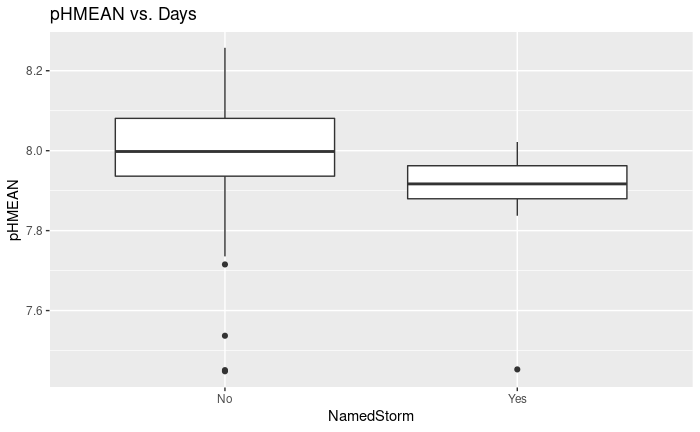 pHMEAN vs. Days
pHMEAN
8.2
8.0
7.8
7.6
No
Yes
NamedStorm